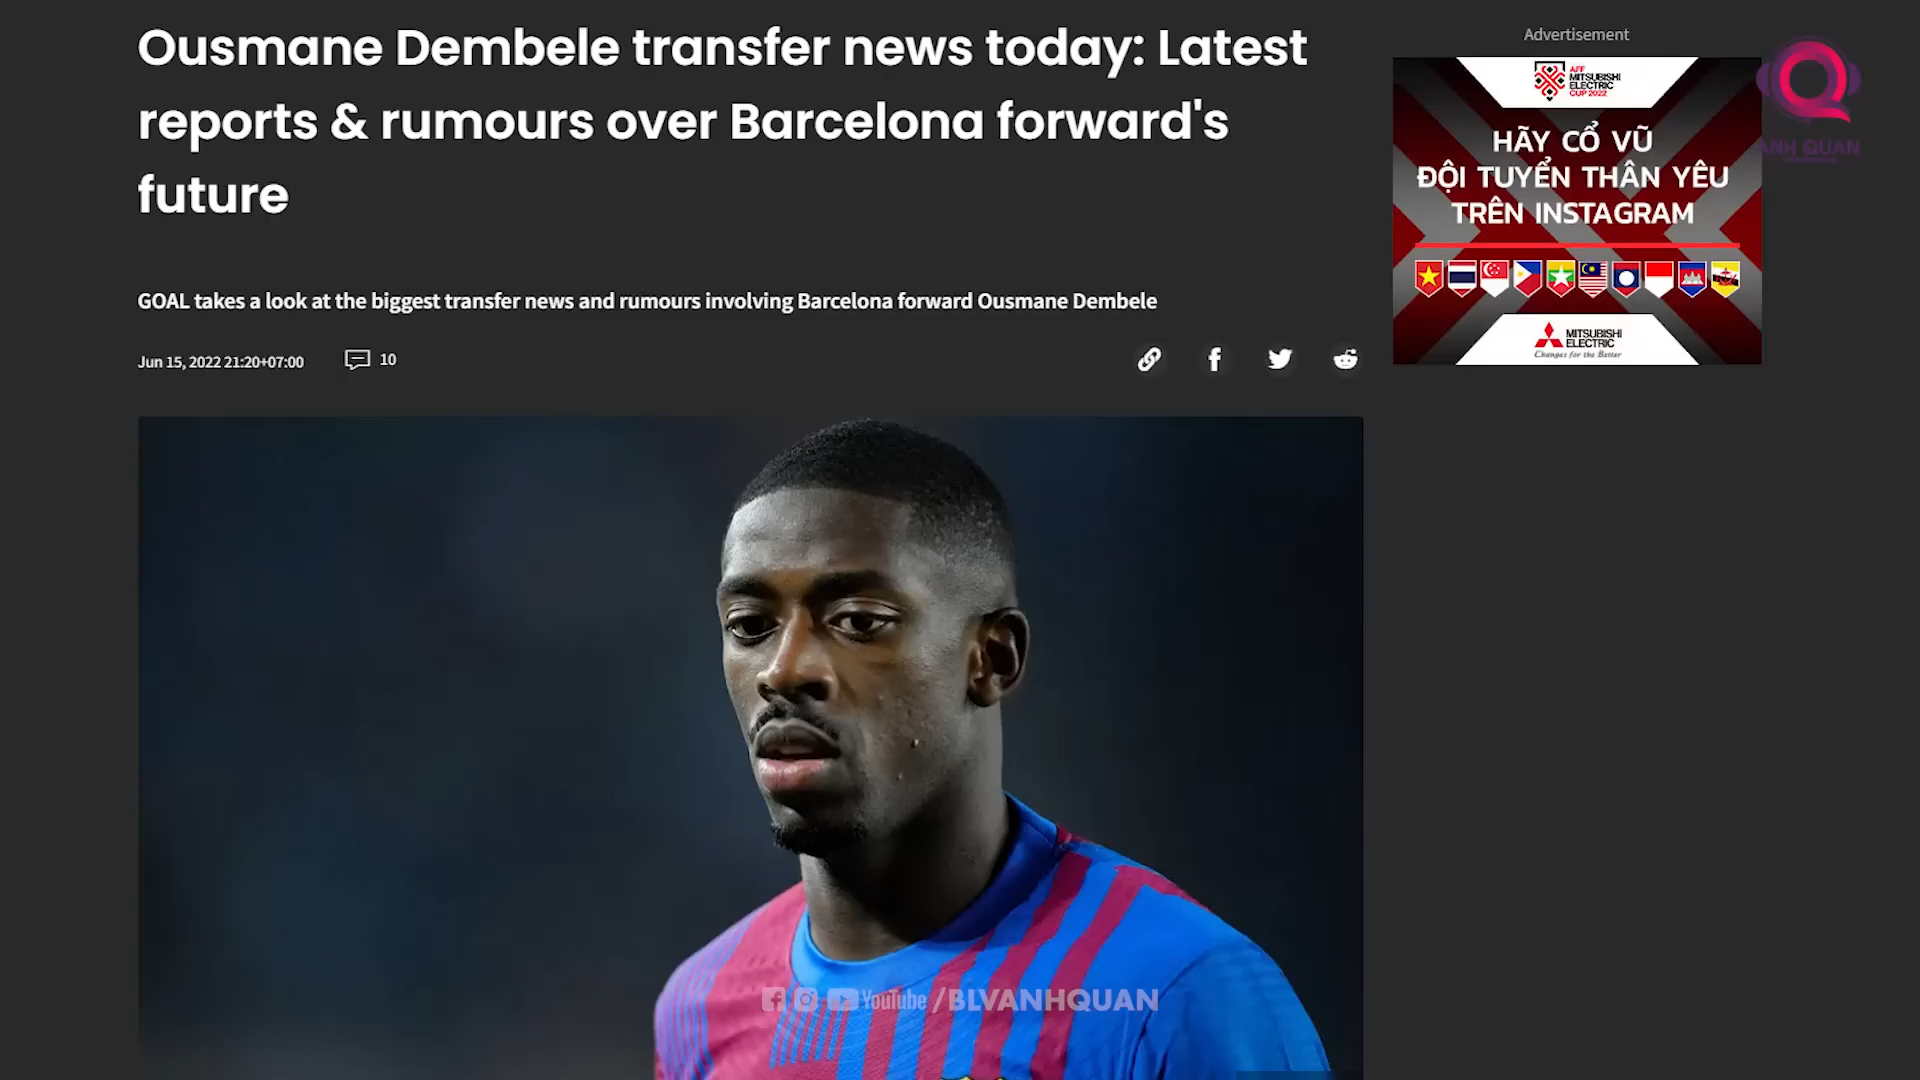 Ousmane Dembele transfer news today: Latest
reports & rumours over Barcelona forward's
future
GOAL takes a look at the biggest transfer news and rumours involving Barcelona forward Ousmane Dembele
Jun 15, 2022 21:20+07:00
10
Advertisement
AFF
MITSUBISHI
ELECTRIC
CUP 2022
HÃY CỔ VŨ
ĐỘI TUYỂN THÂN YÊU
TRÊN INSTAGRAM
MITSUBISHI
ELECTRIC
Changes for the Better
ANH QUAN
YouTube /BLVANHQUAN